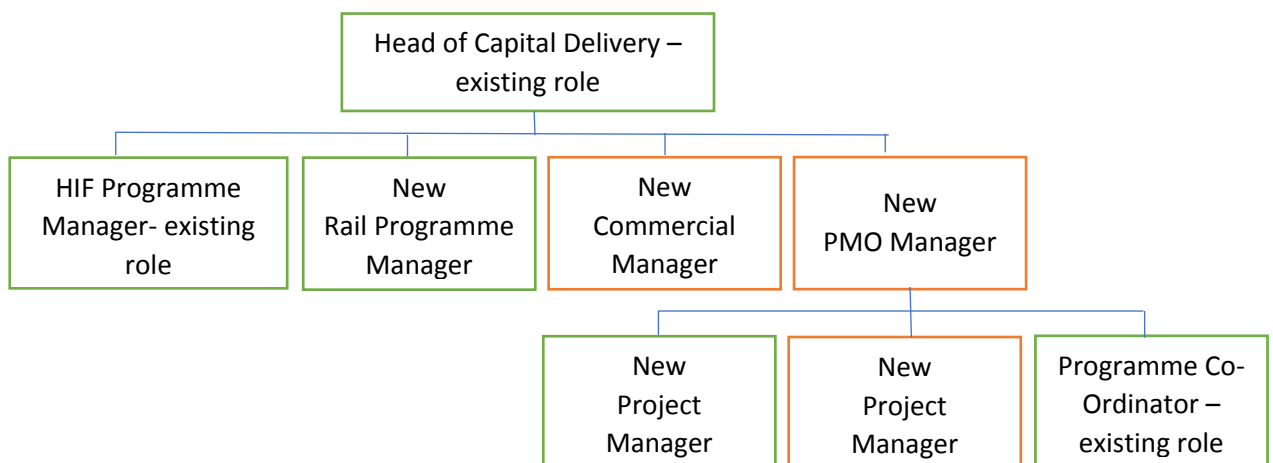 Head of Capital Delivery –
existing role
HIF Programme
Manager- existing
role
New
Rail Programme
Manager
New
Commercial
Manager
New
PMO Manager
New
Project
Manager
New
Project
Manager
Programme Co-
Ordinator –
existing role